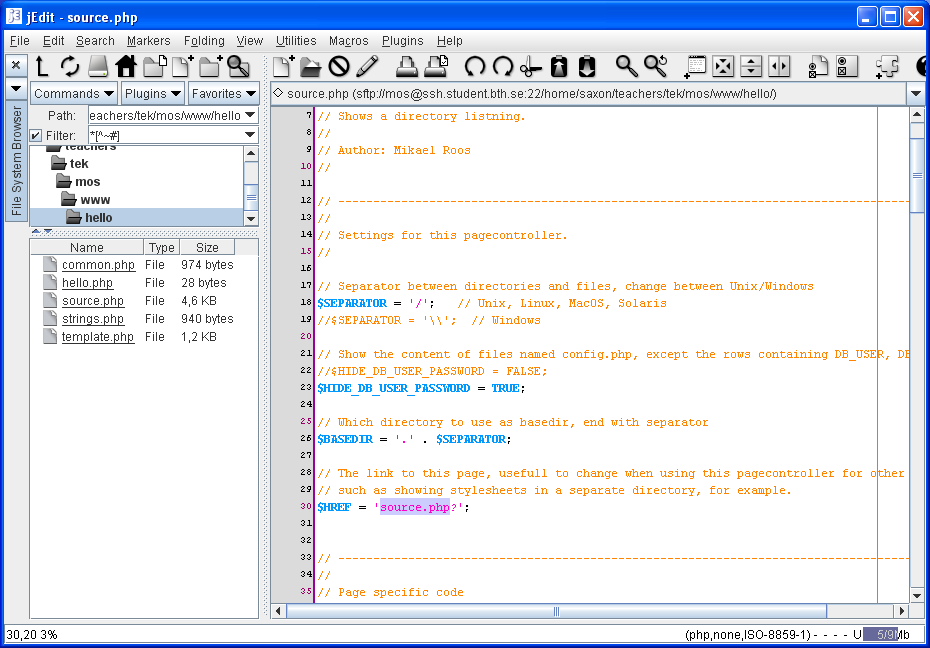 jEdit - source.php
File Edit Search Markers Folding View Utilities Macros Plugins Help
Commands Plugins Favorites
source.php (sftp://mos@ssh.student.bth.se:22/home/saxon/teachers/tek/mos/www/hello/)
File System Browser
Path: eachers/tek/mos/www/hello
Filter: *[^~#]
teachers
tek
mos
www
hello
Name Type Size
common.php File 974 bytes
hello.php File 28 bytes
source.php File 4,6 KB
strings.php File 940 bytes
template.php File 1,2 KB
7 // Shows a directory listning.
8 //
9 // Author: Mikael Roos
10 //
11
12 // --------------------------------------------------------------------------------
13 //
14 // Settings for this pagecontroller.
15 //
16
17 // Separator between directories and files, change between Unix/Windows
18 $SEPARATOR = '/'; // Unix, Linux, MacOS, Solaris
19 //$SEPARATOR = '\\'; // Windows
20
21 // Show the content of files named config.php, except the rows containing DB_USER, DB
22 //$HIDE_DB_USER_PASSWORD = FALSE;
23 $HIDE_DB_USER_PASSWORD = TRUE;
24
25 // Which directory to use as basedir, end with separator
26 $BASEDIR = '.' . $SEPARATOR;
27
28 // The link to this page, usefull to change when using this pagecontroller for other
29 // such as showing stylesheets in a separate directory, for example.
30 $HREF = 'source.php?';
31
32
33 // --------------------------------------------------------------------------------
34 //
35 // Page specific code
30,20 3% (php,none,ISO-8859-1) - - - - U 5/9Mb